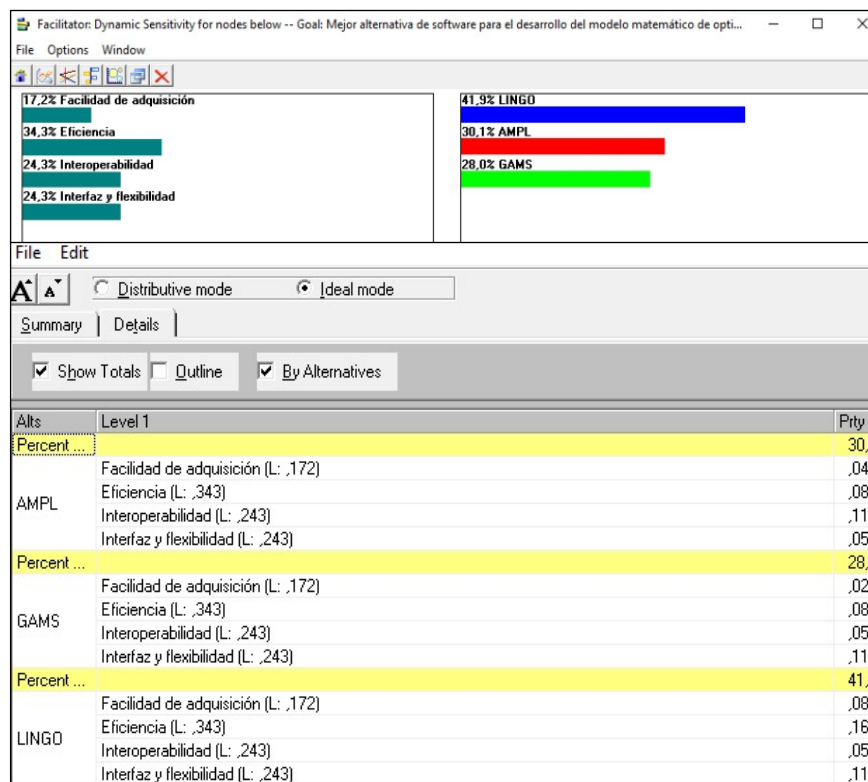 Facilitator: Dynamic Sensitivity for nodes below -- Goal: Mejor alternativa de software para el desarrollo del modelo matemático de opti...
File Options Window
17,2% Facilidad de adquisición
34,3% Eficiencia
24,3% Interoperabilidad
24,3% Interfaz y flexibilidad
41,9% LINGO
30,1% AMPL
28,0% GAMS
File Edit
A A Distributive mode Ideal mode
Summary Details
Show Totals Outline By Alternatives
Alts Level 1 Prty
Percent ... 30,
AMPL
Facilidad de adquisición (L: ,172) ,04
Eficiencia (L: ,343) ,08
Interoperabilidad (L: ,243) ,11
Interfaz y flexibilidad (L: ,243) ,05
Percent ... 28,
GAMS
Facilidad de adquisición (L: ,172) ,02
Eficiencia (L: ,343) ,08
Interoperabilidad (L: ,243) ,05
Interfaz y flexibilidad (L: ,243) ,11
Percent ... 41,
LINGO
Facilidad de adquisición (L: ,172) ,08
Eficiencia (L: ,343) ,16
Interoperabilidad (L: ,243) ,05
Interfaz y flexibilidad (L: ,243) ,11